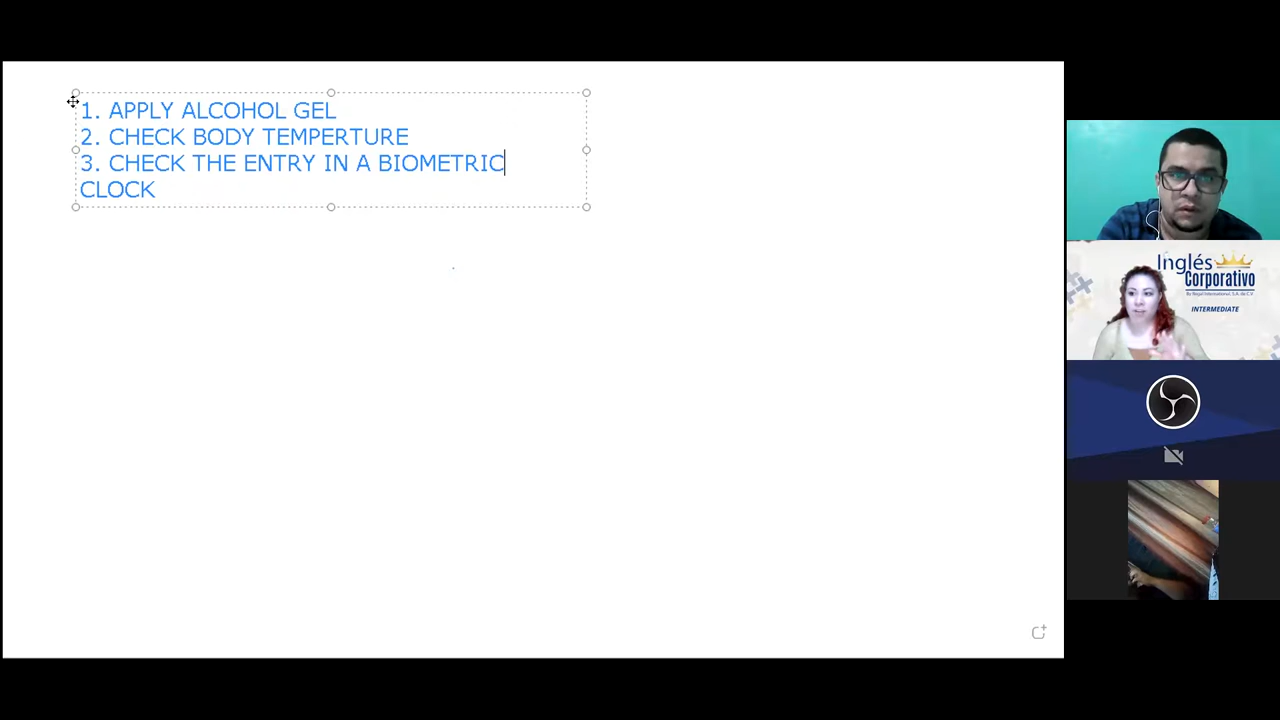 1. APPLY ALCOHOL GEL
2. CHECK BODY TEMPERTURE
3. CHECK THE ENTRY IN A BIOMETRIC
CLOCK
Inglés
Corporativo
INTERMEDIATE